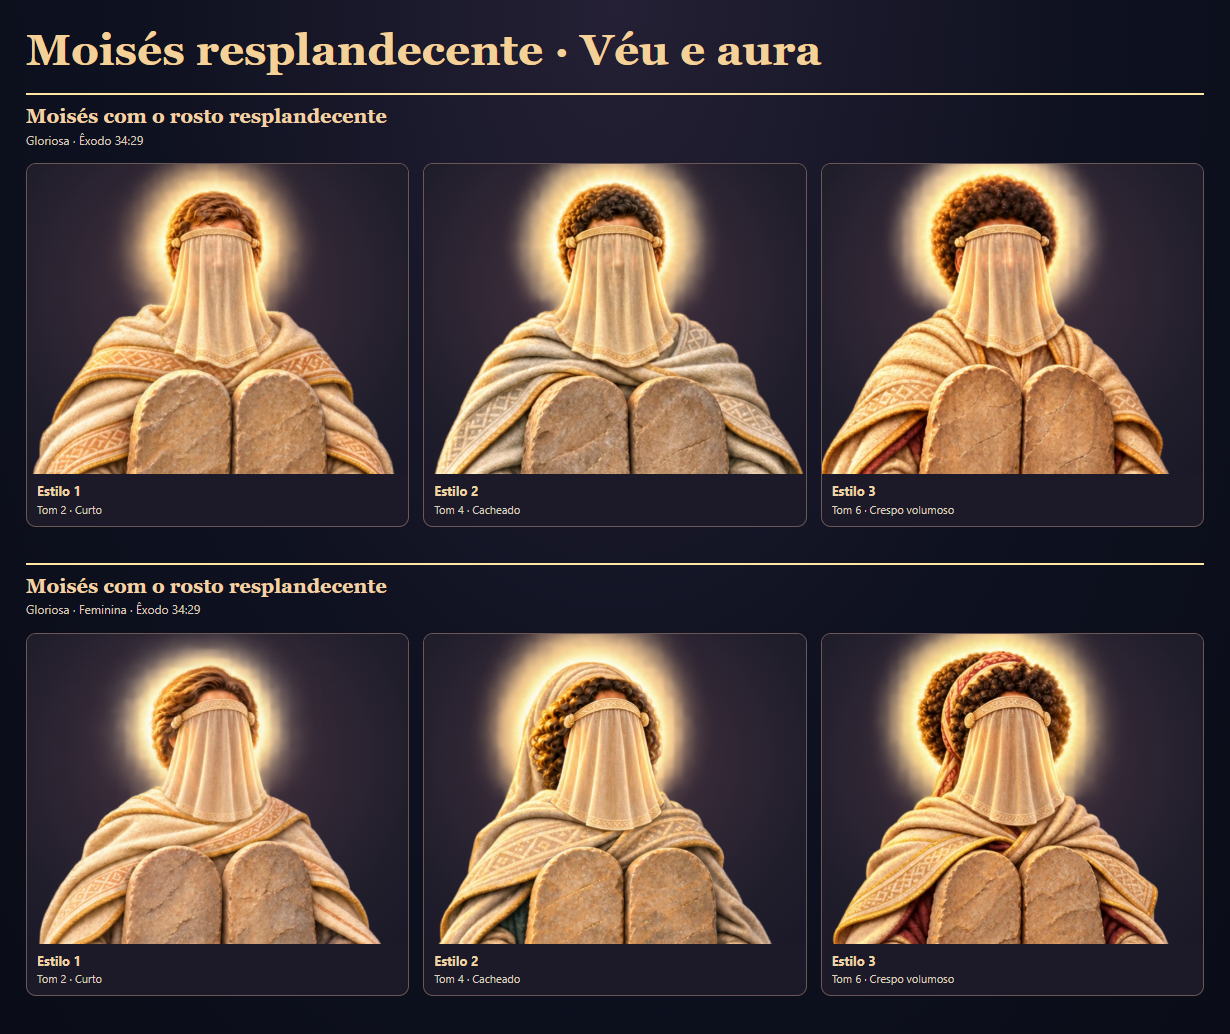 Moisés resplandecente · Véu e aura
Moisés com o rosto resplandecente
Gloriosa · Êxodo 34:29
Estilo 1
Tom 2 · Curto
Estilo 2
Tom 4 · Cacheado
Estilo 3
Tom 6 · Crespo volumoso
Moisés com o rosto resplandecente
Gloriosa · Feminina · Êxodo 34:29
Estilo 1
Tom 2 · Curto
Estilo 2
Tom 4 · Cacheado
Estilo 3
Tom 6 · Crespo volumoso